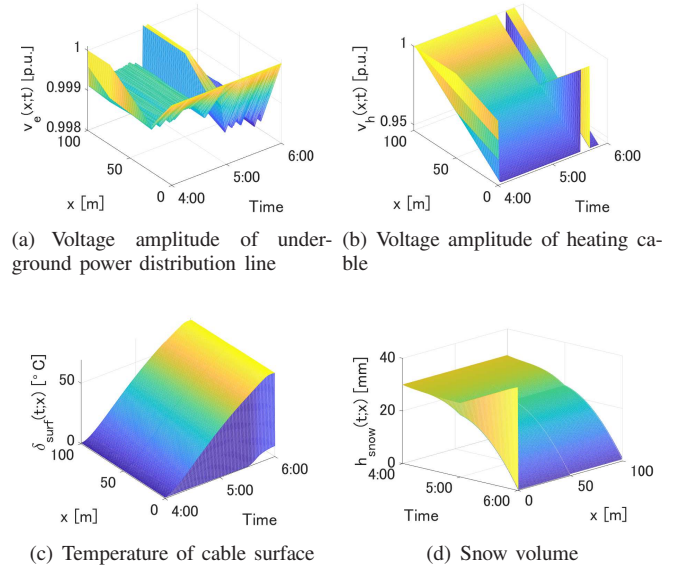 1
0.999
0.998
100
50
0
4:00
5:00
6:00
v_e(x;t) [p.u.]
x [m]
Time
1
0.95
100
50
0
4:00
5:00
6:00
v_h(x;t) [p.u.]
x [m]
Time
(a) Voltage amplitude of under-
ground power distribution line
(b) Voltage amplitude of heating ca-
ble
50
0
100
50
0
4:00
5:00
6:00
δ_surf(t;x) [°C]
x [m]
Time
40
20
0
4:00
5:00
6:00
0
50
100
h_snow(t;x) [mm]
Time
x [m]
(c) Temperature of cable surface
(d) Snow volume